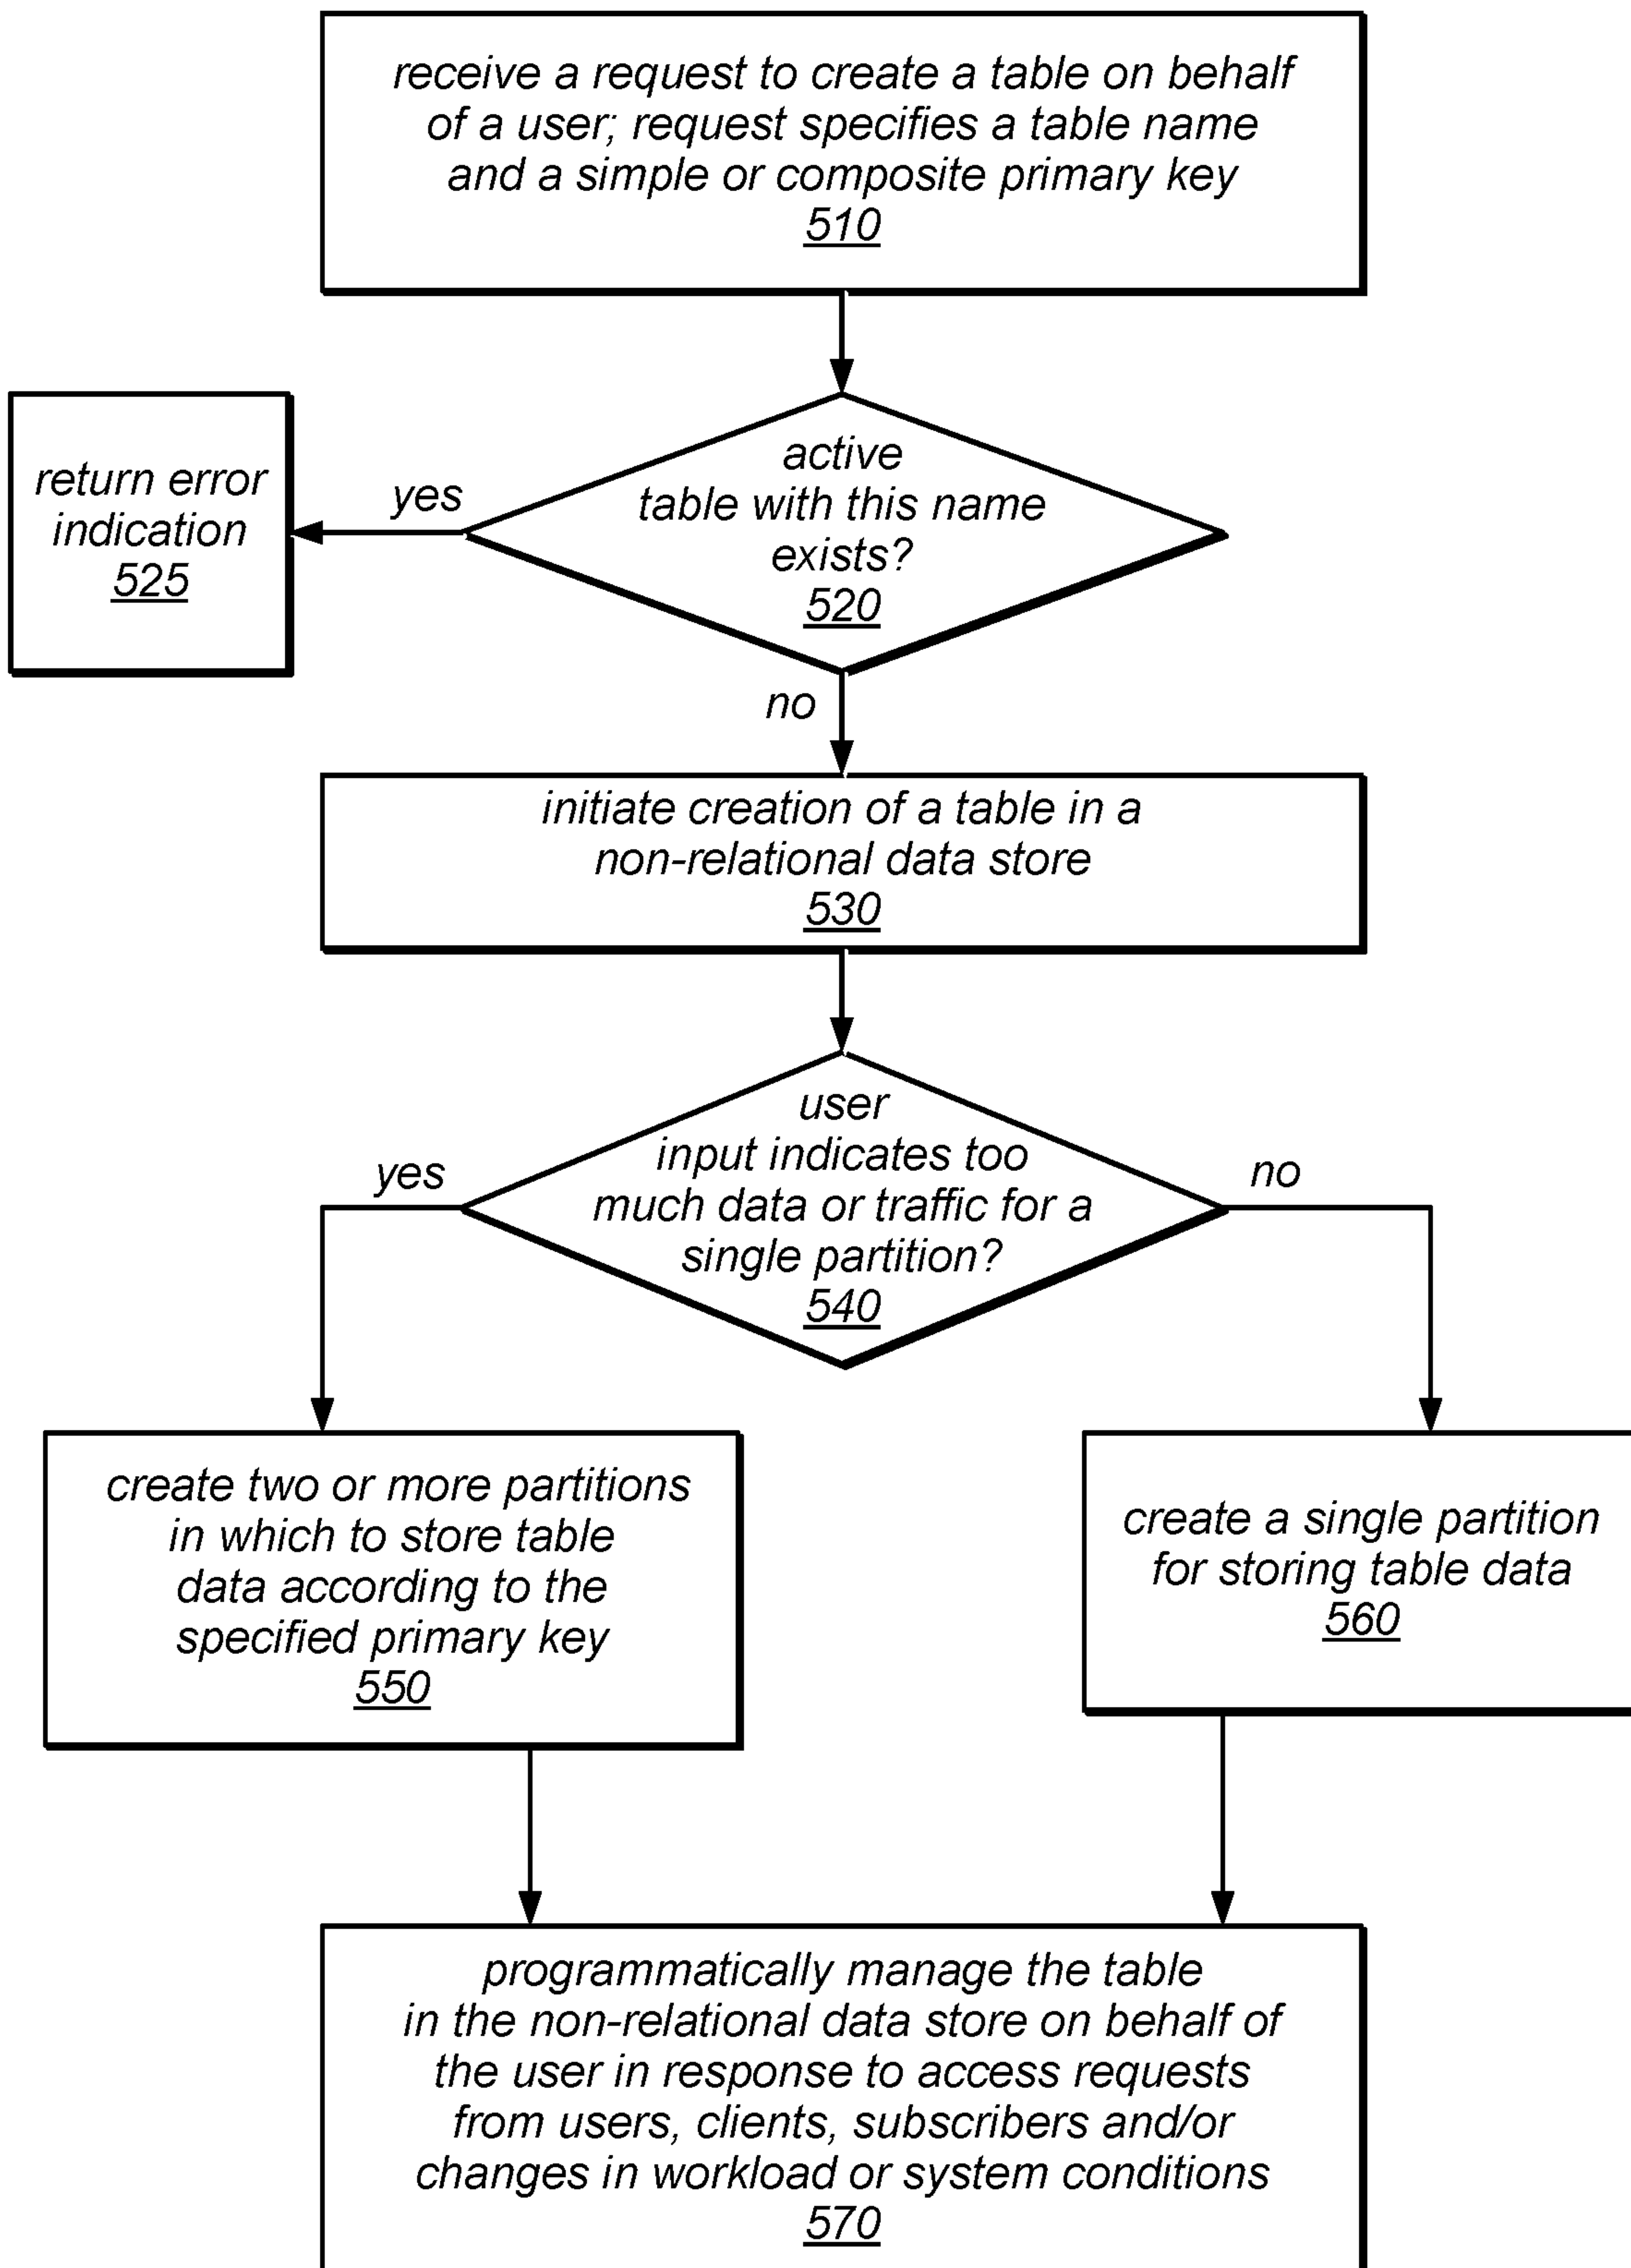 receive a request to create a table on behalf
of a user; request specifies a table name
and a simple or composite primary key
510
active
table with this name
exists?
520
yes
return error
indication
525
no
initiate creation of a table in a
non-relational data store
530
user
input indicates too
much data or traffic for a
single partition?
540
yes
no
create two or more partitions
in which to store table
data according to the
specified primary key
550
create a single partition
for storing table data
560
programmatically manage the table
in the non-relational data store on behalf of
the user in response to access requests
from users, clients, subscribers and/or
changes in workload or system conditions
570